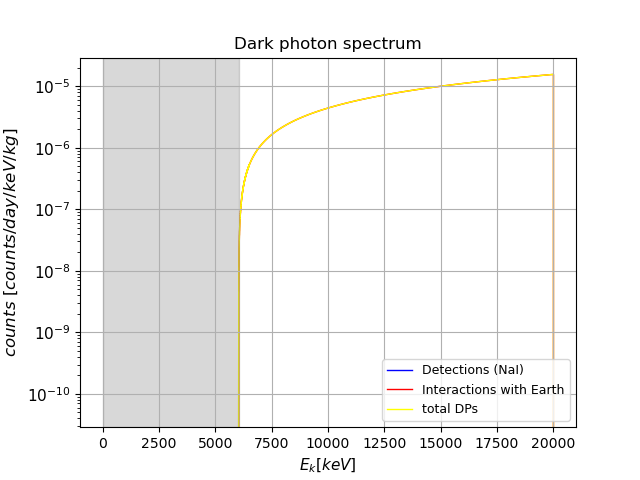 Dark photon spectrum
counts [counts/day/keV/kg]
10⁻⁵
10⁻⁶
10⁻⁷
10⁻⁸
10⁻⁹
10⁻¹⁰
Detections (NaI)
Interactions with Earth
total DPs
0 2500 5000 7500 10000 12500 15000 17500 20000
Eₖ[keV]